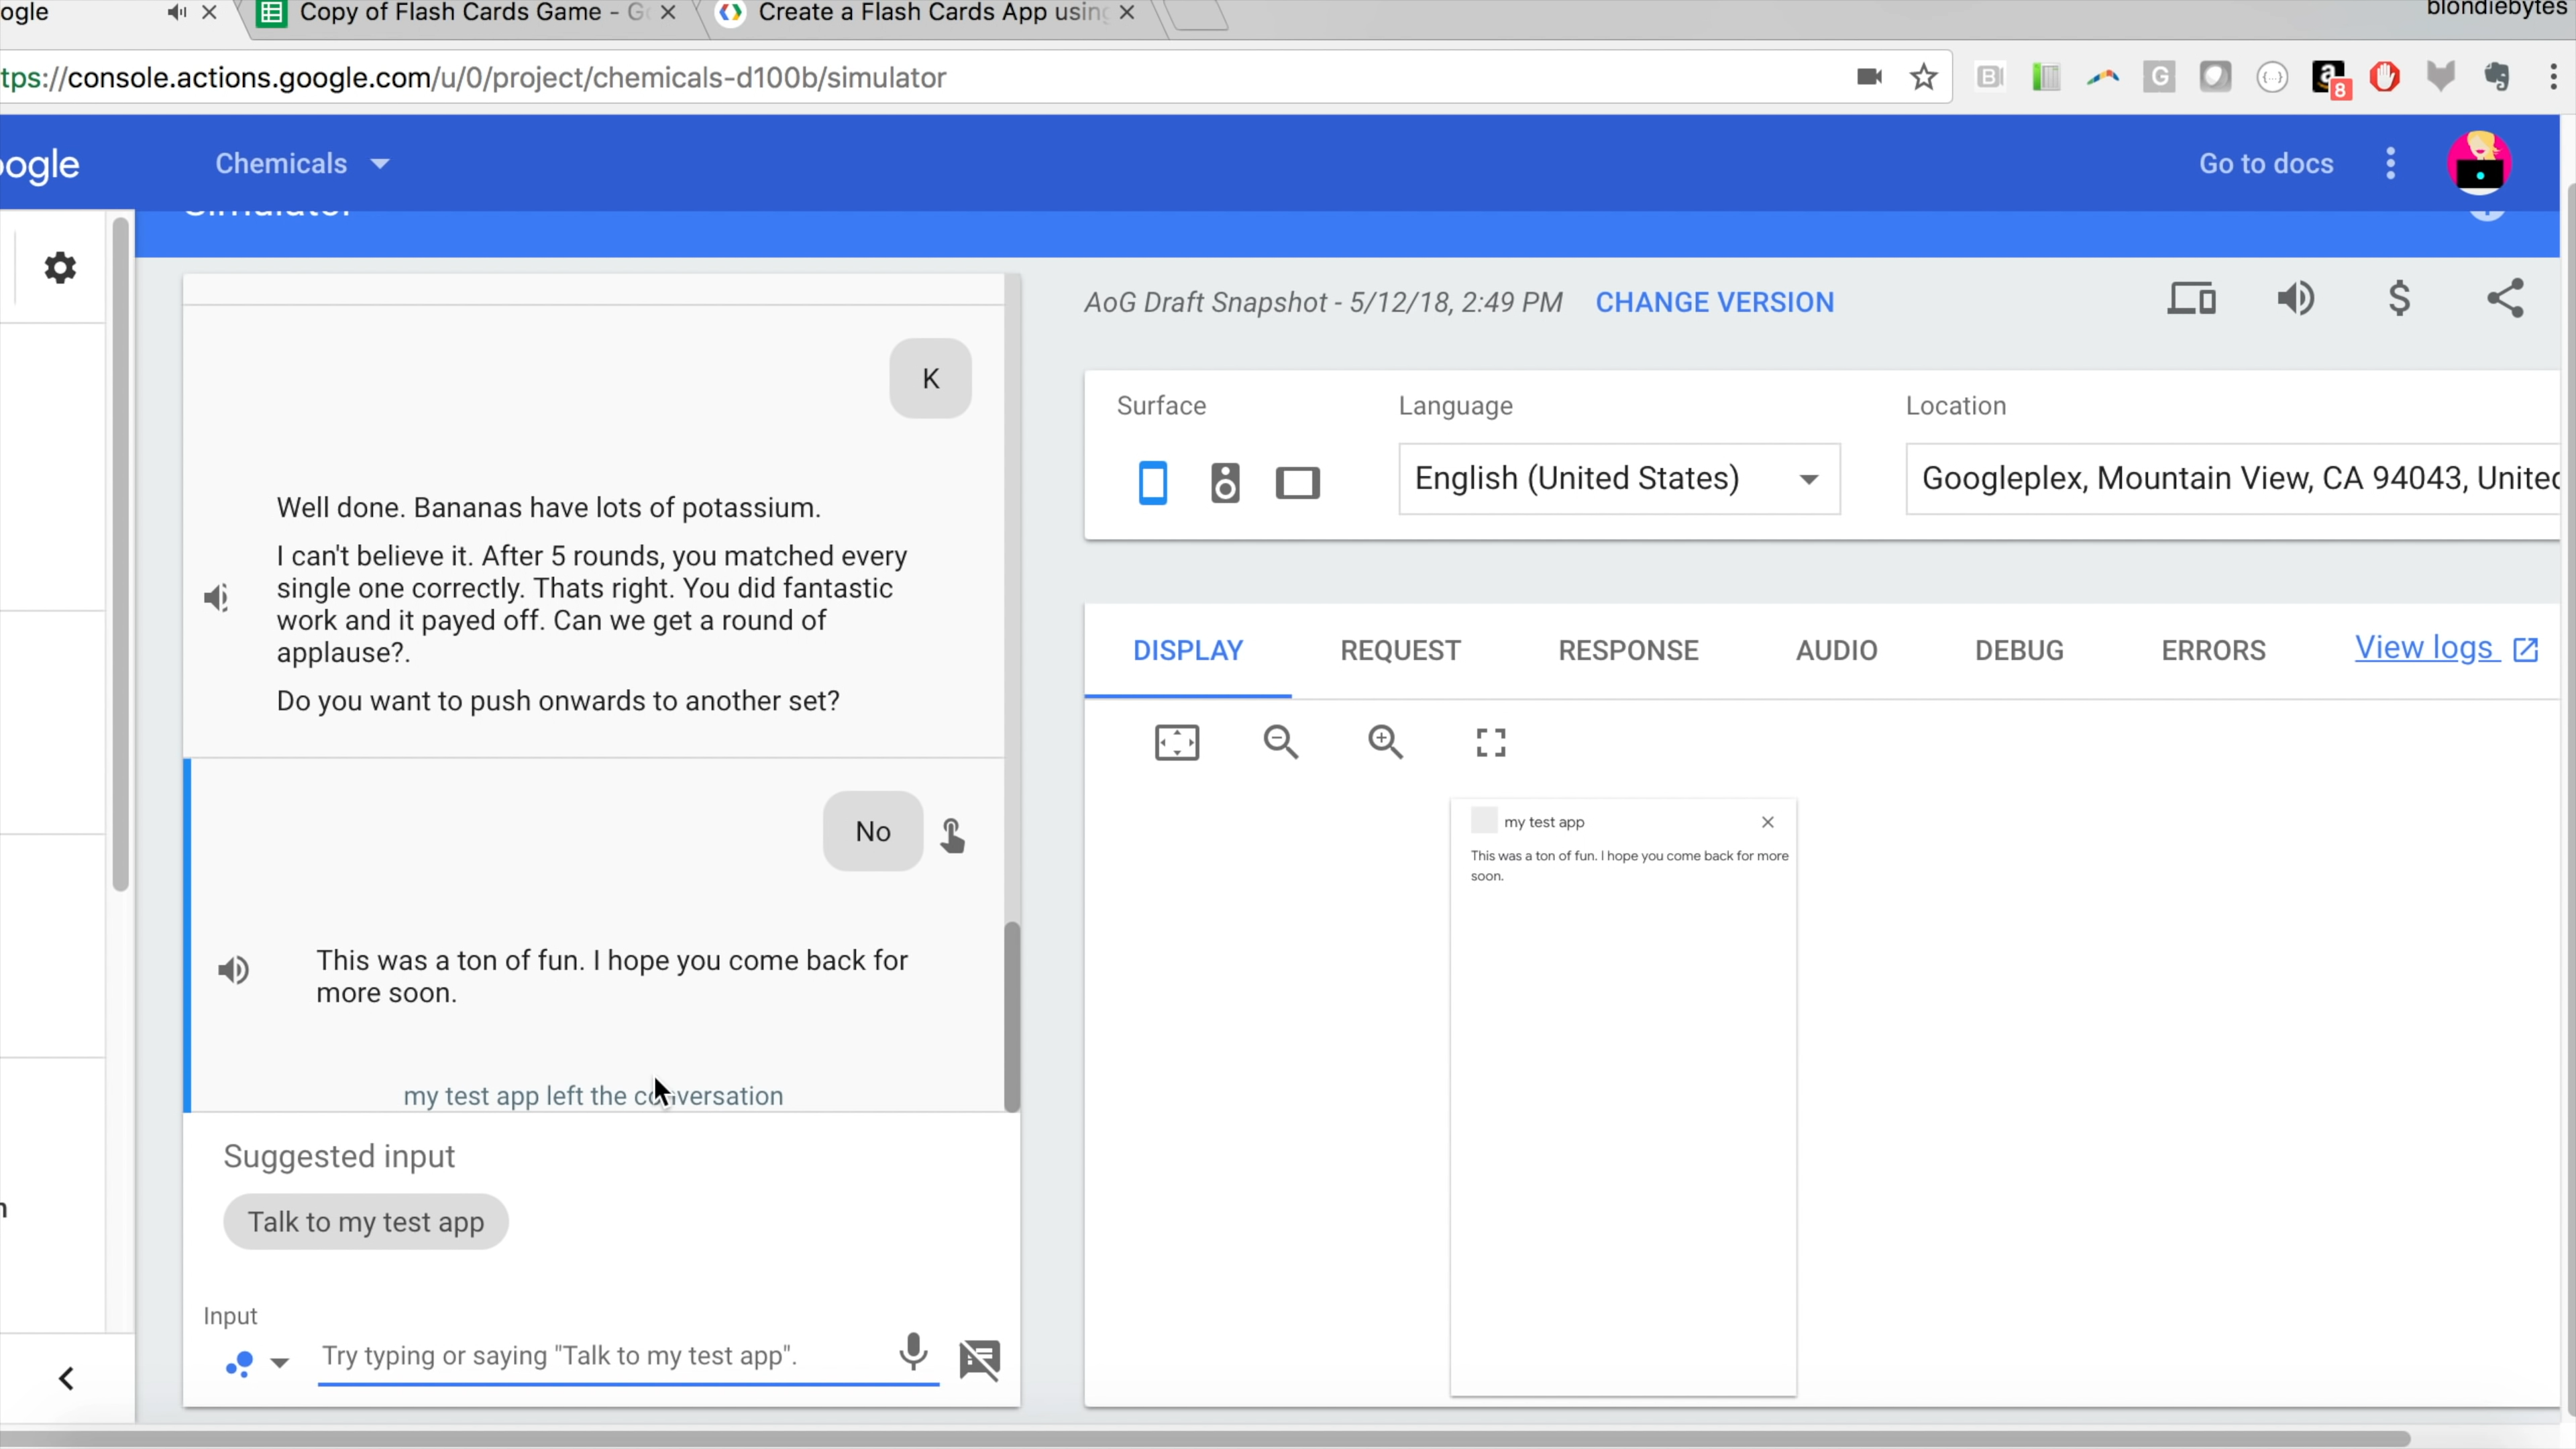 ogle
Copy of Flash Cards Game - G
Create a Flash Cards App using
blondiebytes
tps://console.actions.google.com/u/0/project/chemicals-d100b/simulator
8
oogle
Chemicals
Go to docs
Simulator
AoG Draft Snapshot - 5/12/18, 2:49 PM
CHANGE VERSION
K
Surface
Language
Location
English (United States)
Googleplex, Mountain View, CA 94043, United
Well done. Bananas have lots of potassium.
I can't believe it. After 5 rounds, you matched every
single one correctly. Thats right. You did fantastic
work and it payed off. Can we get a round of
applause?.
Do you want to push onwards to another set?
DISPLAY
REQUEST
RESPONSE
AUDIO
DEBUG
ERRORS
View logs
No
my test app
This was a ton of fun. I hope you come back for more
soon.
This was a ton of fun. I hope you come back for
more soon.
my test app left the conversation
Suggested input
Talk to my test app
Input
Try typing or saying "Talk to my test app".